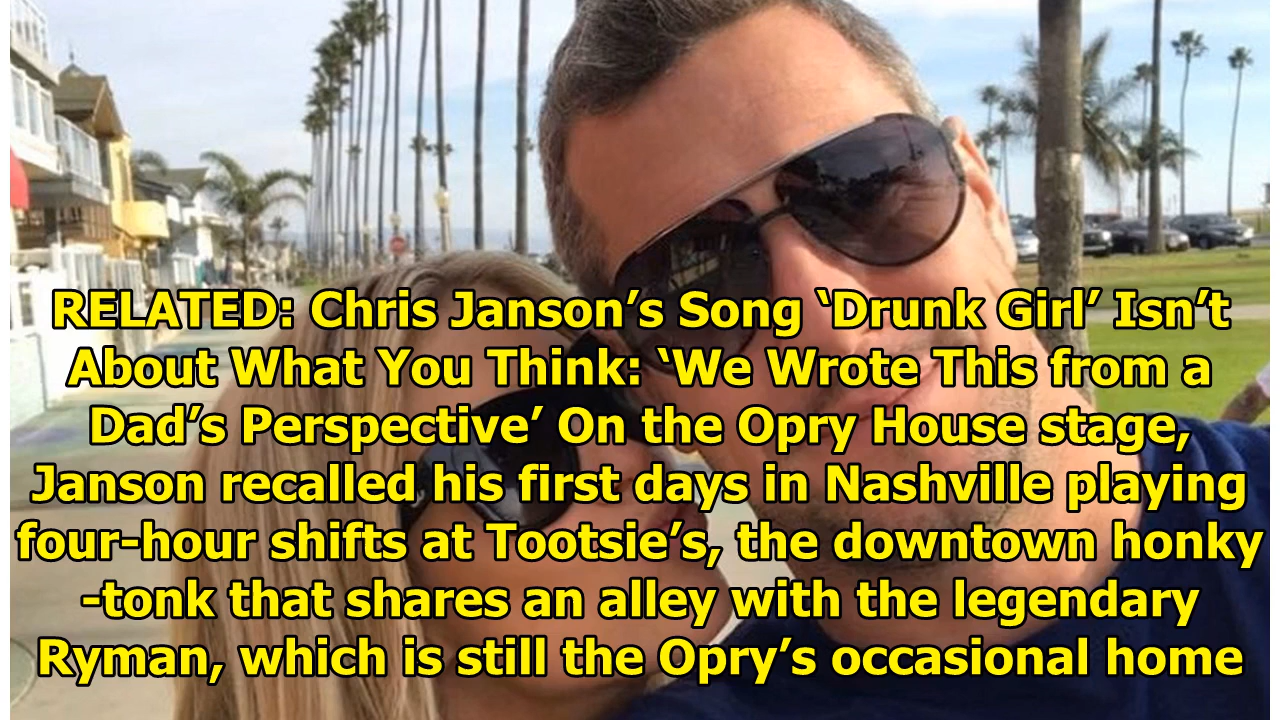 RELATED: Chris Janson’s Song ‘Drunk Girl’ Isn’t
About What You Think: ‘We Wrote This from a
Dad’s Perspective’ On the Opry House stage,
Janson recalled his first days in Nashville playing
four-hour shifts at Tootsie’s, the downtown honky
-tonk that shares an alley with the legendary
Ryman, which is still the Opry’s occasional home